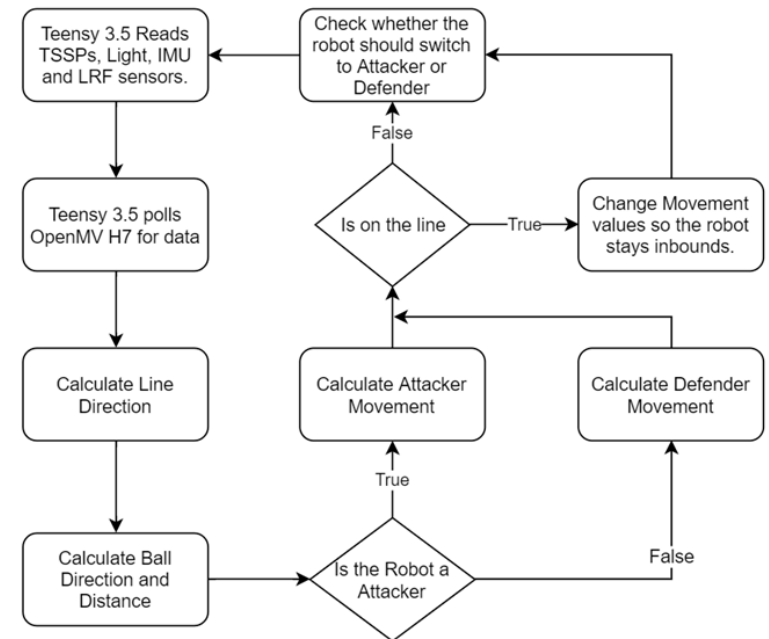 Teensy 3.5 Reads
TSSPs, Light, IMU
and LRF sensors.
Check whether the
robot should switch
to Attacker or
Defender
False
Teensy 3.5 polls
OpenMV H7 for data
Is on the line
True
Change Movement
values so the robot
stays inbounds.
Calculate Line
Direction
Calculate Attacker
Movement
Calculate Defender
Movement
True
Calculate Ball
Direction and
Distance
Is the Robot a
Attacker
False